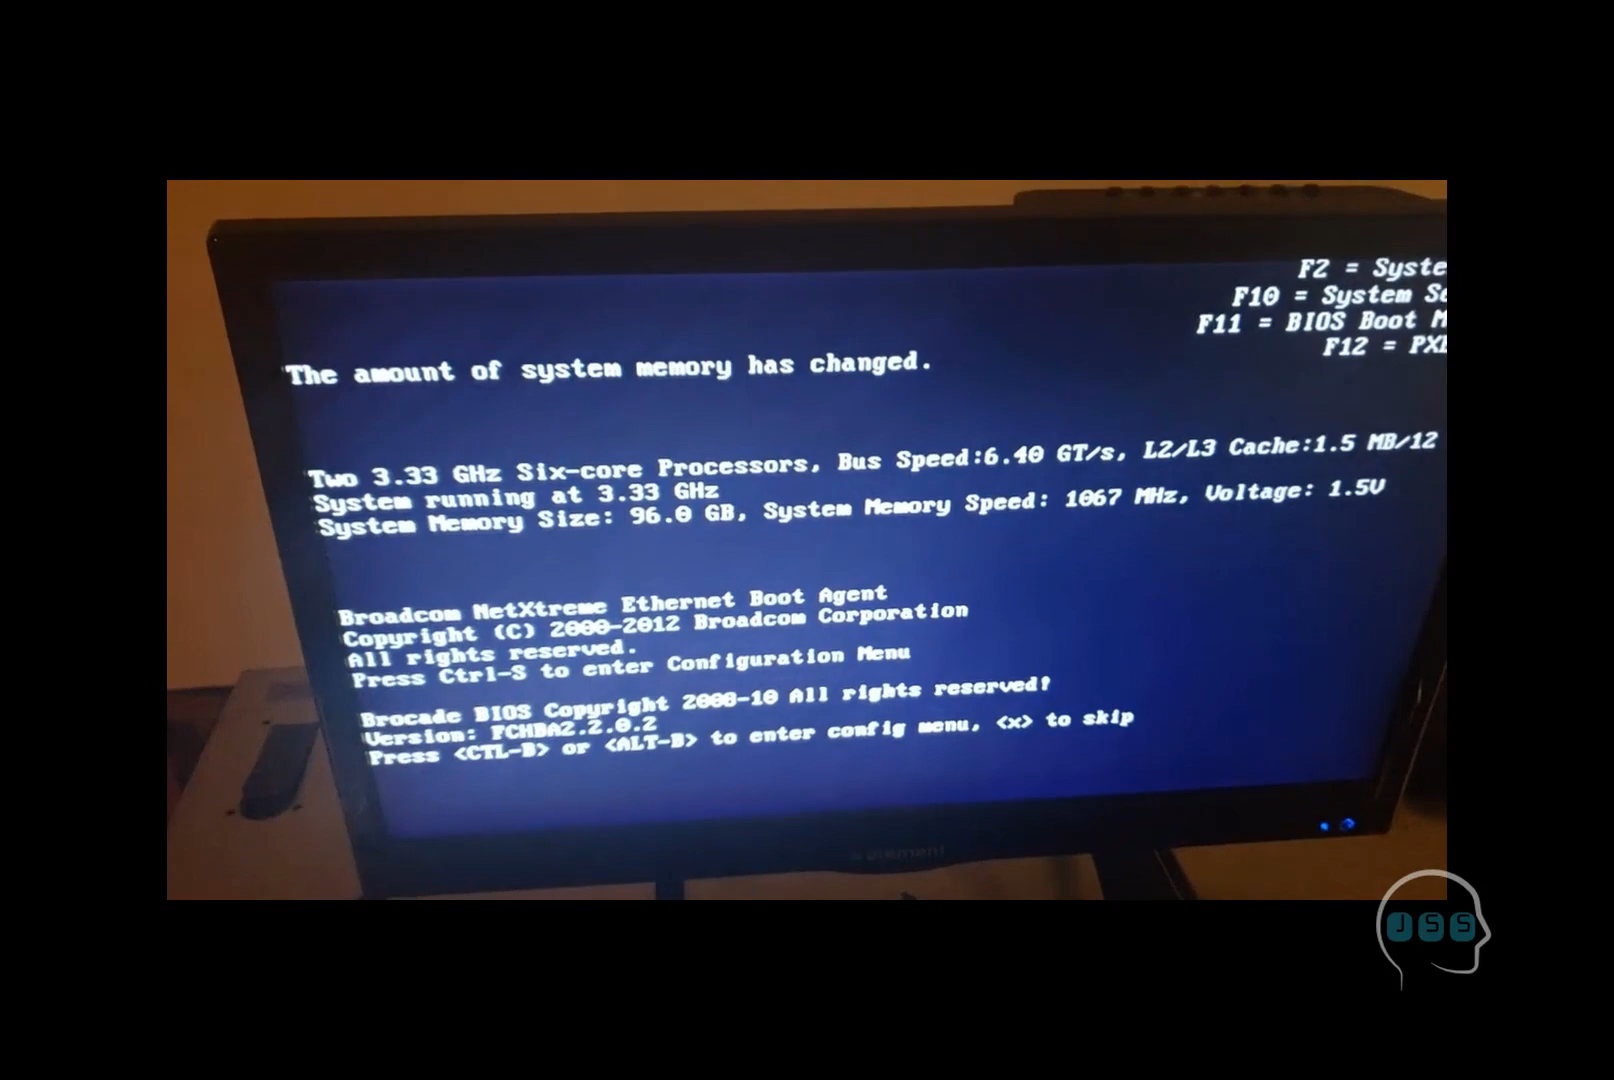 F2 = Syste
F10 = System Se
F11 = BIOS Boot M
F12 = PXE
The amount of system memory has changed.
Two 3.33 GHz Six-core Processors, Bus Speed:6.40 GT/s, L2/L3 Cache:1.5 MB/12
System running at 3.33 GHz
System Memory Size: 96.0 GB, System Memory Speed: 1067 MHz, Voltage: 1.5V
Broadcom NetXtreme Ethernet Boot Agent
Copyright (C) 2000-2012 Broadcom Corporation
All rights reserved.
Press Ctrl-S to enter Configuration Menu
Brocade BIOS Copyright 2008-10 All rights reserved!
Version: FCHBA2.2.0.2
Press <CTL-B> or <ALT-B> to enter config menu, <x> to skip
element
JSS